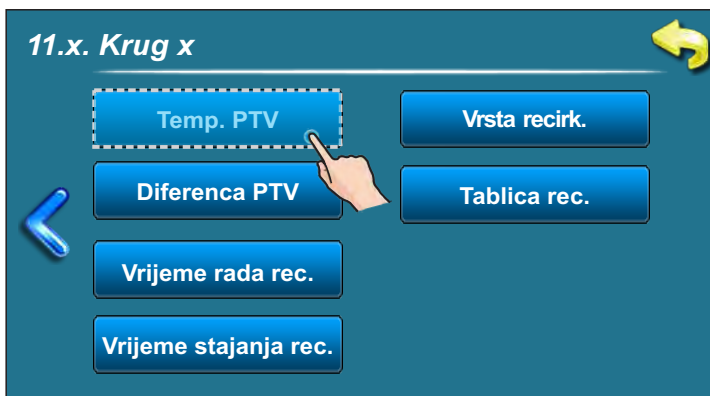 11.x. Krug x
Temp. PTV
Vrsta recirk.
Diferenca PTV
Tablica rec.
Vrijeme rada rec.
Vrijeme stajanja rec.